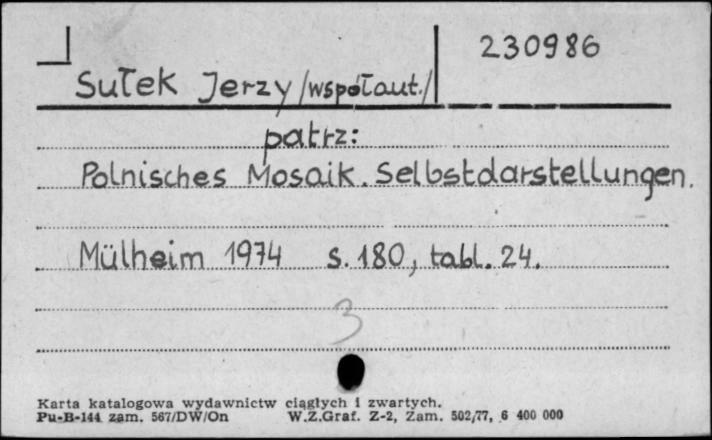 230986
Sułek Jerzy /współaut./
patrz:
Polnisches Mosaik. Selbstdarstellungen.
Mülheim 1974 s. 180, tabl. 24.
3
Karta katalogowa wydawnictw ciągłych i zwartych.
Pu-B-144 zam. 567/DW/On W.Z.Graf. Z-2, Zam. 502/77, 6 400 000